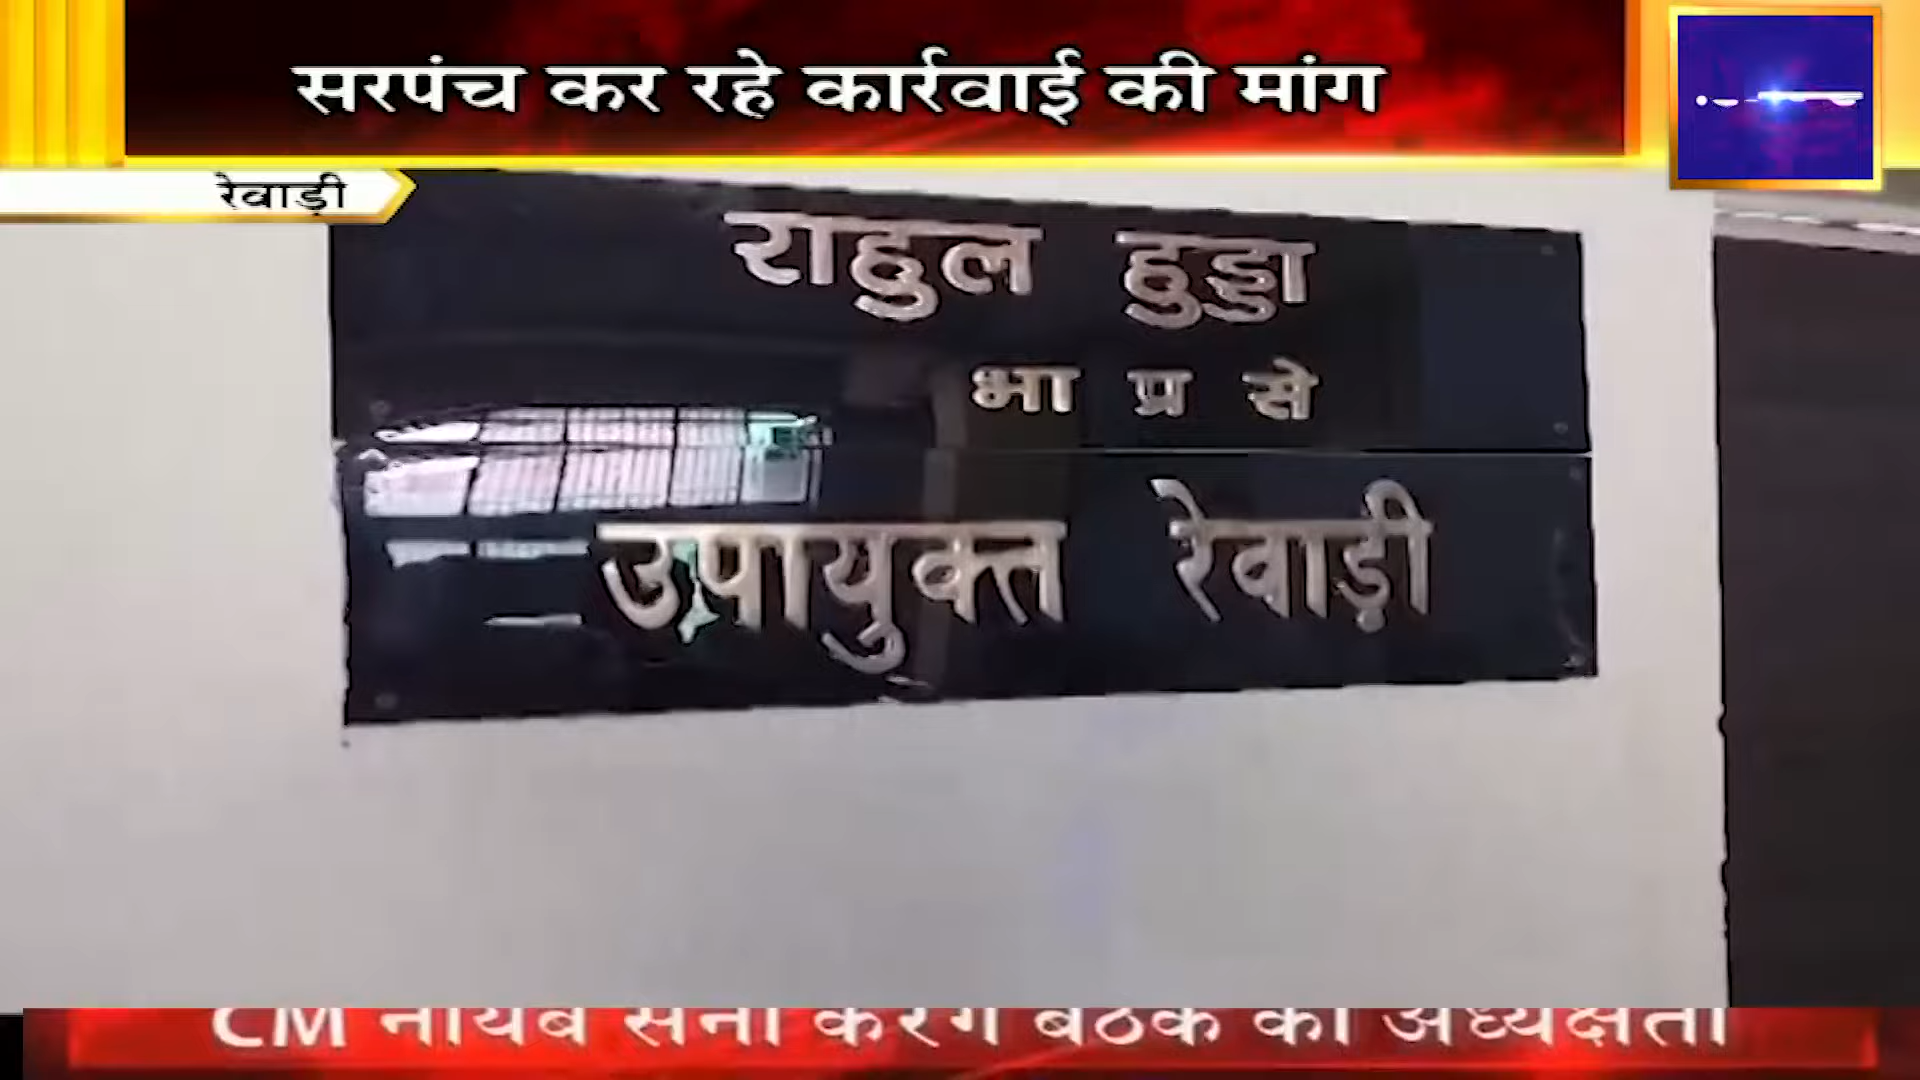 सरपंच कर रहे कार्रवाई की मांग
रेवाड़ी
राहुल हुड्डा
भा प्र से
उपायुक्त रेवाड़ी
CM नायब सैनी करेंगे बैठक की अध्यक्षता